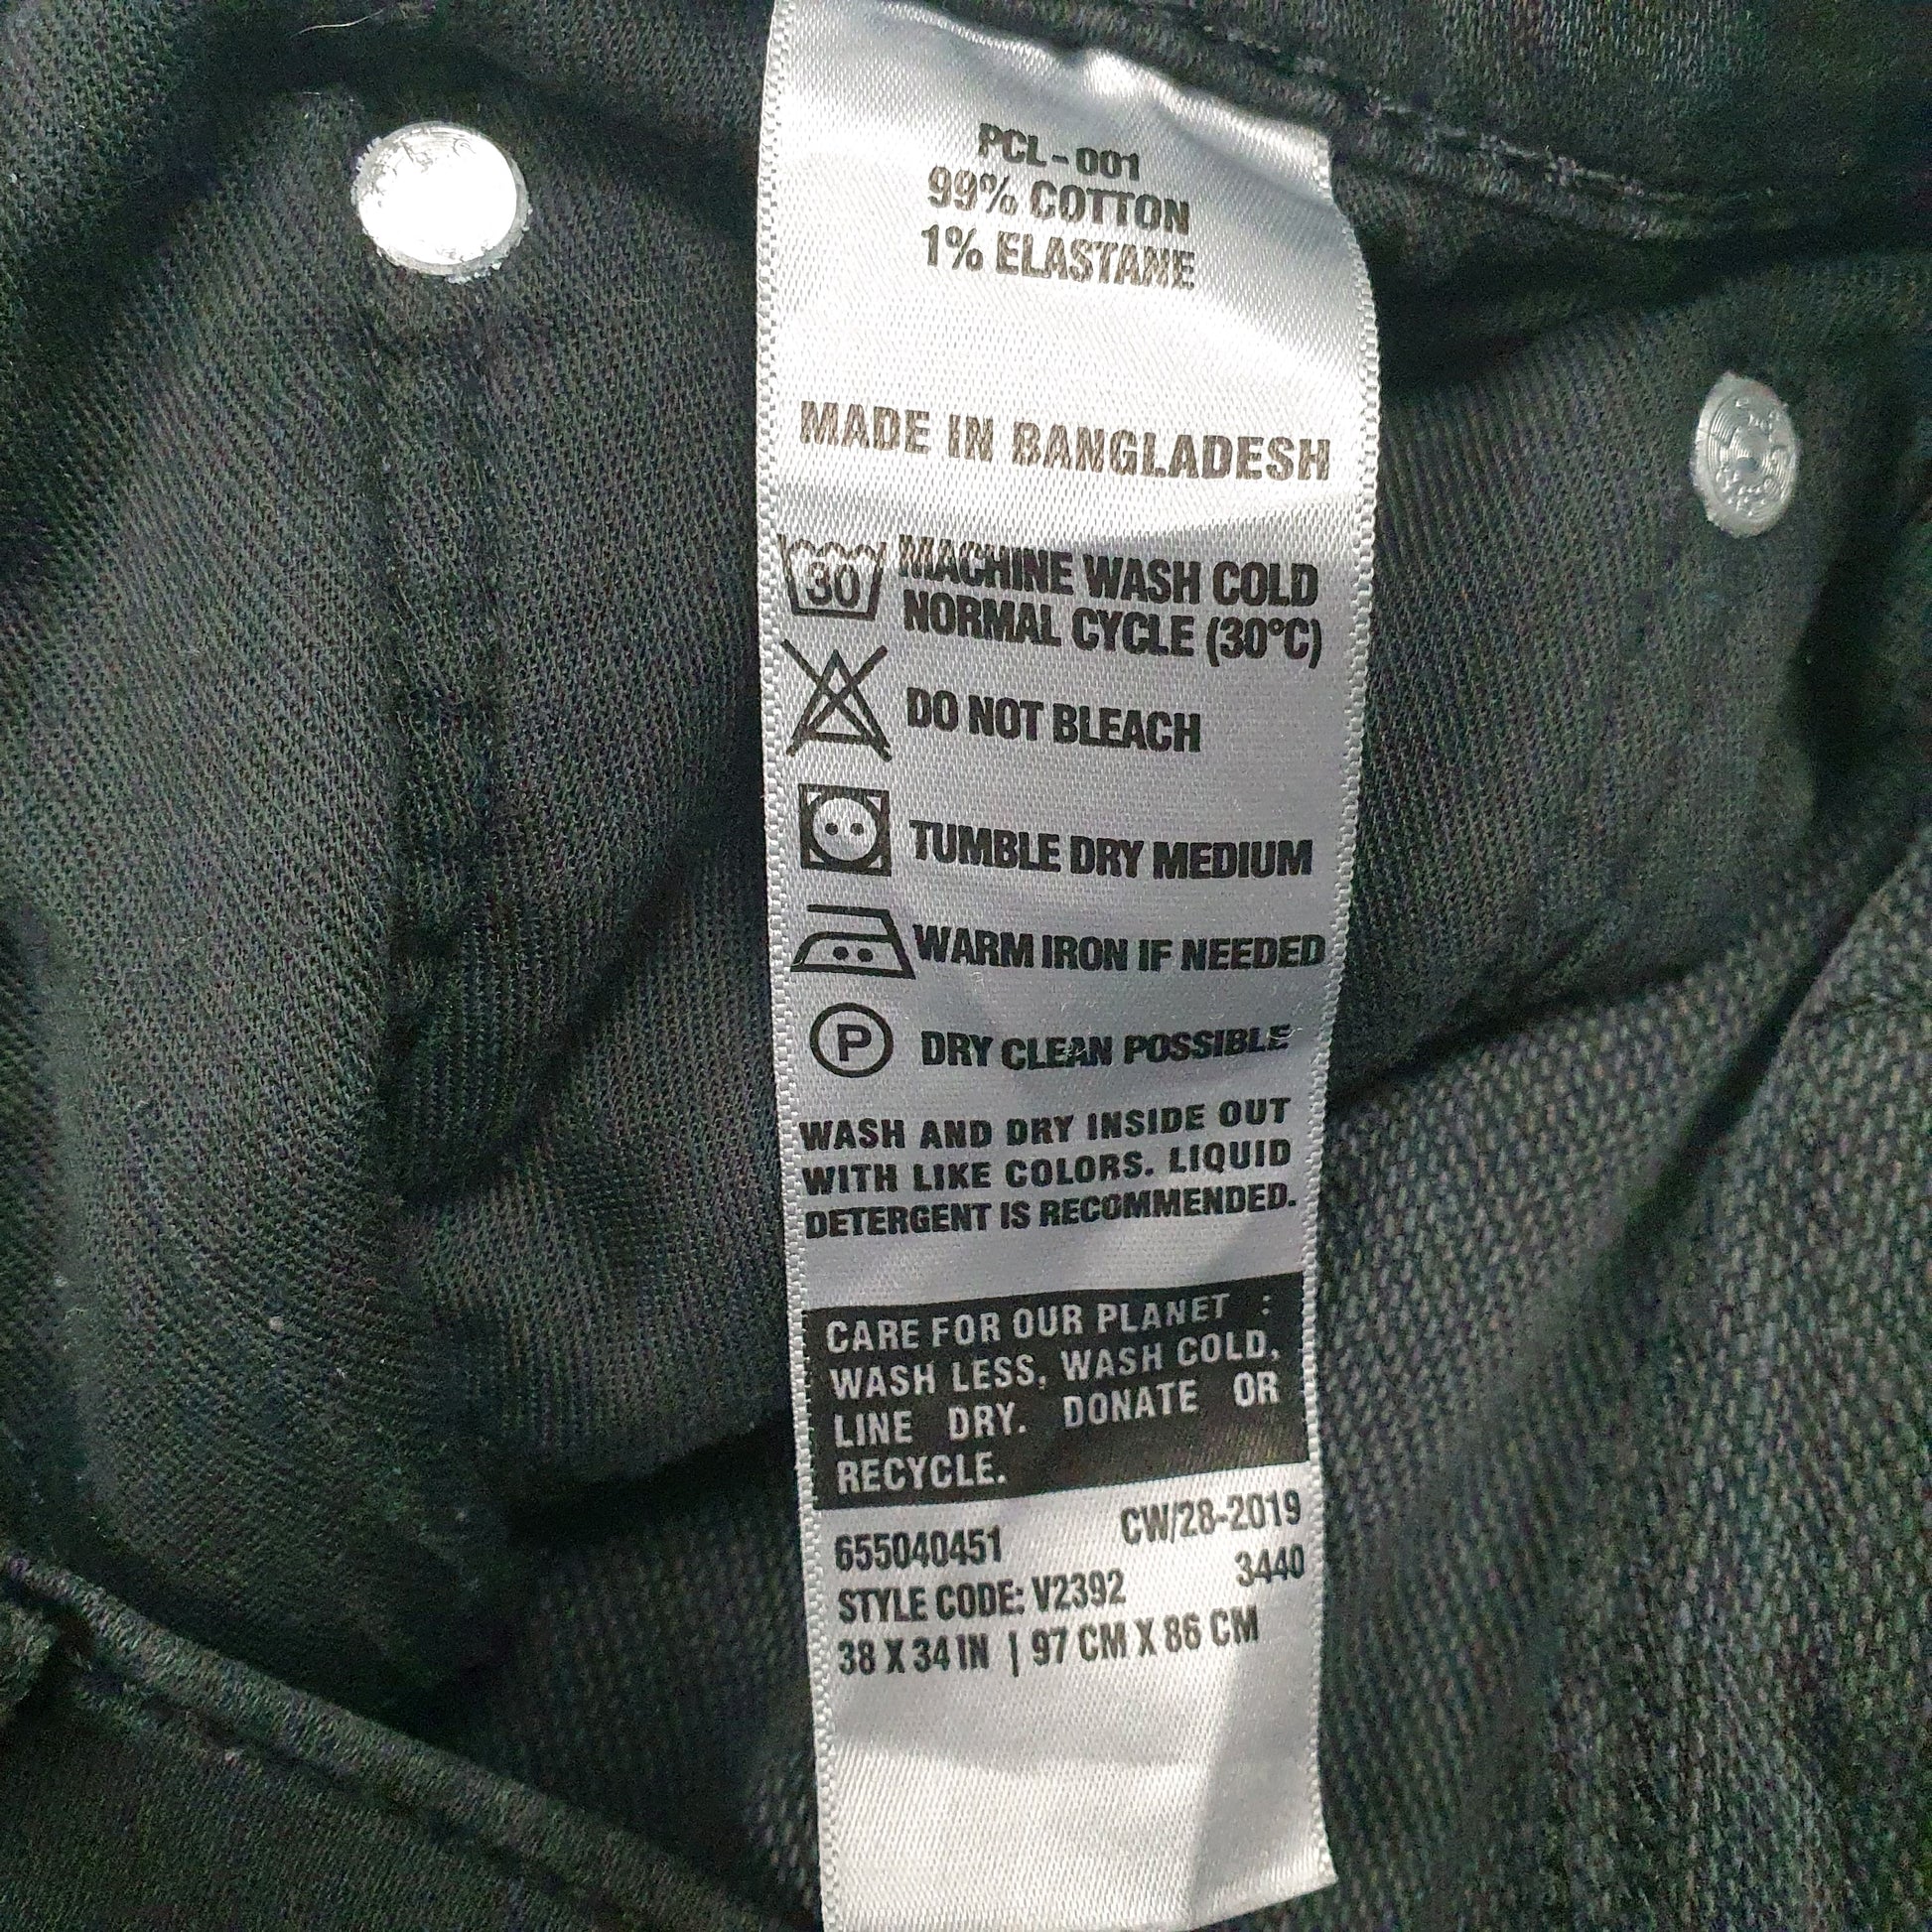 PCL-001
99% COTTON
1% ELASTANE
MADE IN BANGLADESH
30 MACHINE WASH COLD
NORMAL CYCLE (30°C)
DO NOT BLEACH
TUMBLE DRY MEDIUM
WARM IRON IF NEEDED
P DRY CLEAN POSSIBLE
WASH AND DRY INSIDE OUT
WITH LIKE COLORS. LIQUID
DETERGENT IS RECOMMENDED.
CARE FOR OUR PLANET :
WASH LESS, WASH COLD,
LINE DRY. DONATE OR
RECYCLE.
655040451 CW/28-2019
STYLE CODE: V2392 3440
38 X 34 IN | 97 CM X 86 CM